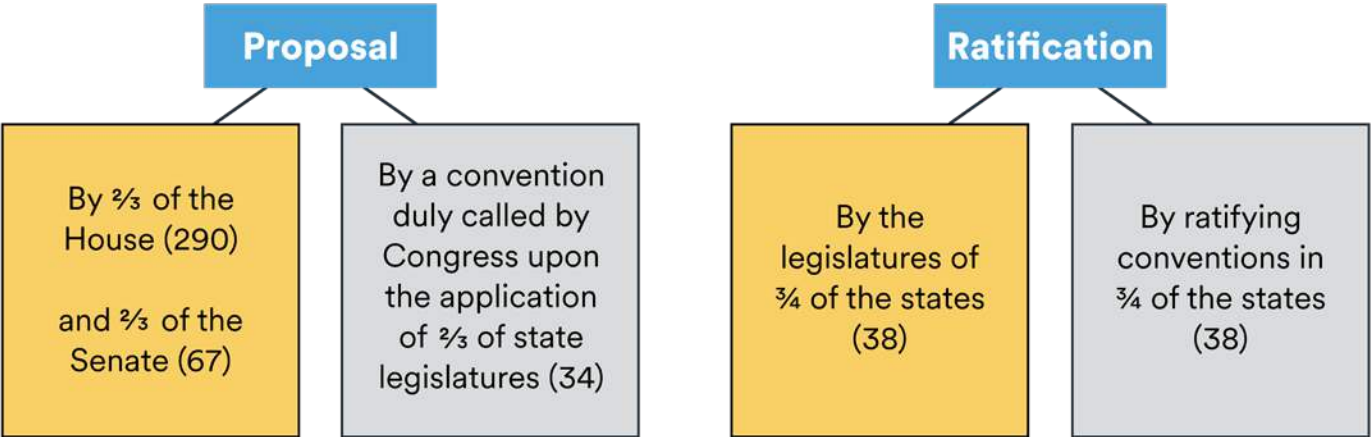 Proposal
By ⅔ of the
House (290)
and ⅔ of the
Senate (67)
By a convention
duly called by
Congress upon
the application
of ⅔ of state
legislatures (34)
Ratification
By the
legislatures of
¾ of the states
(38)
By ratifying
conventions in
¾ of the states
(38)